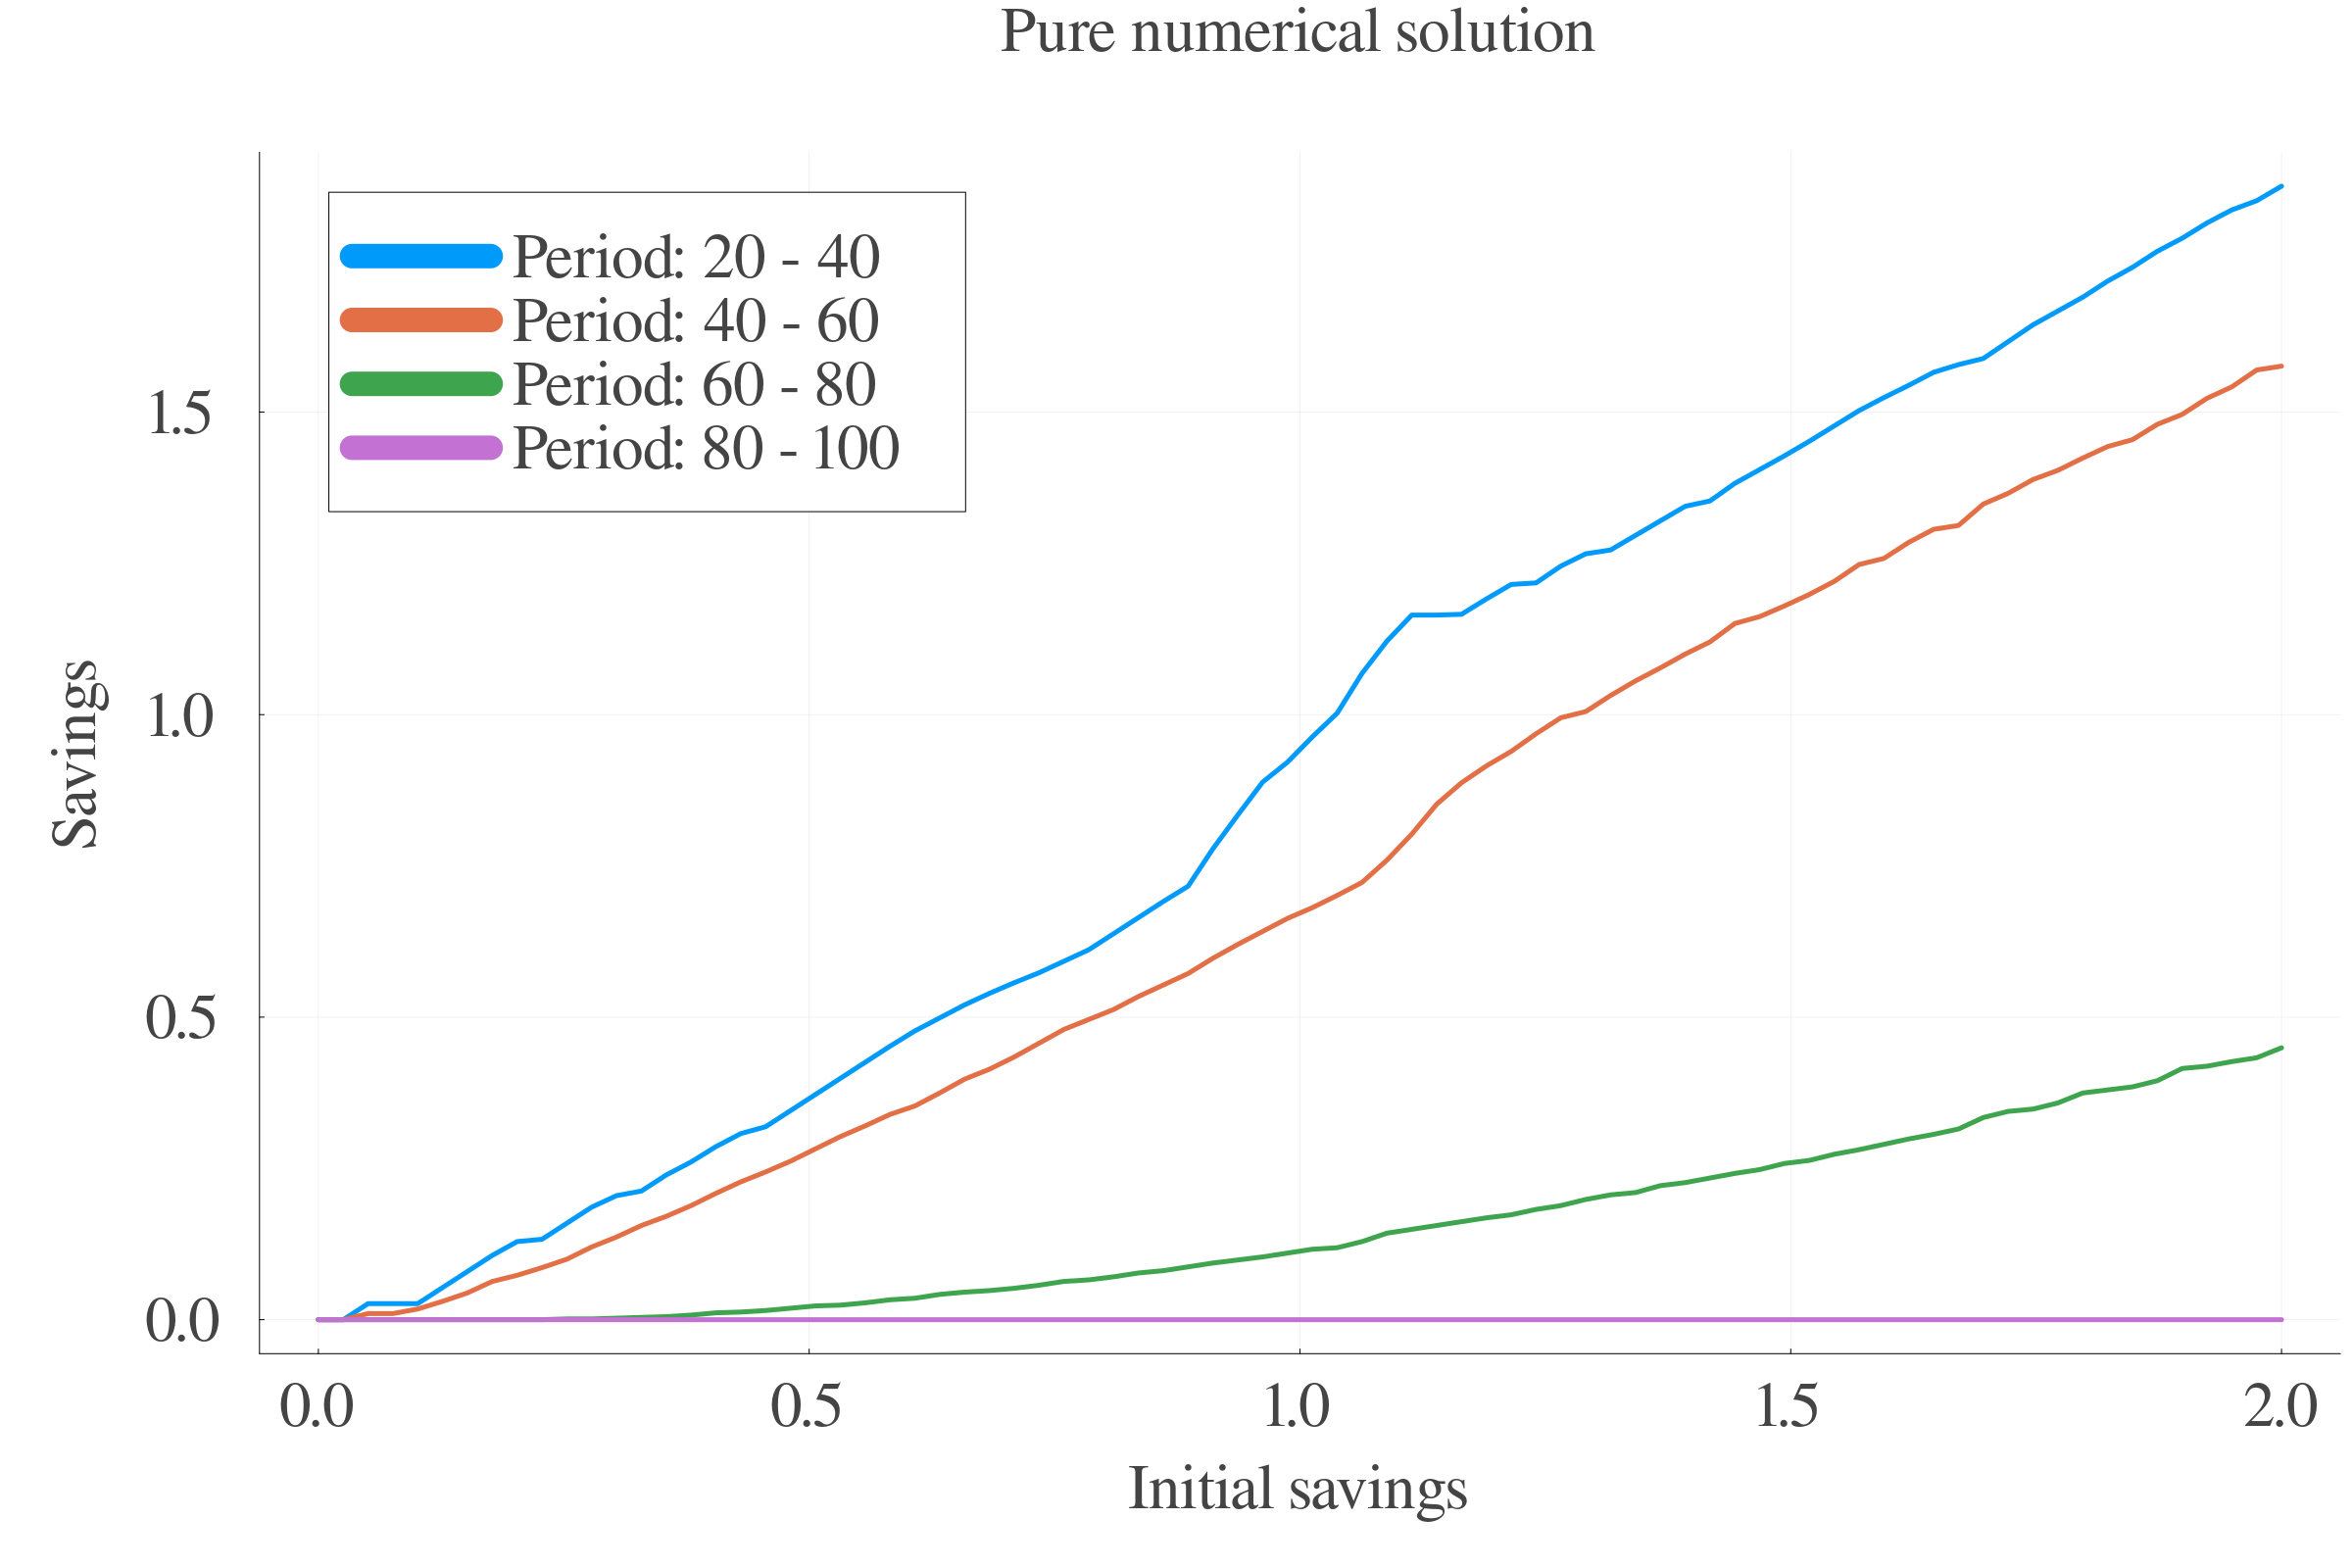 Pure numerical solution
Period: 20 - 40
Period: 40 - 60
Period: 60 - 80
Period: 80 - 100
1.5
1.0
0.5
0.0
Savings
0.0 0.5 1.0 1.5 2.0
Initial savings